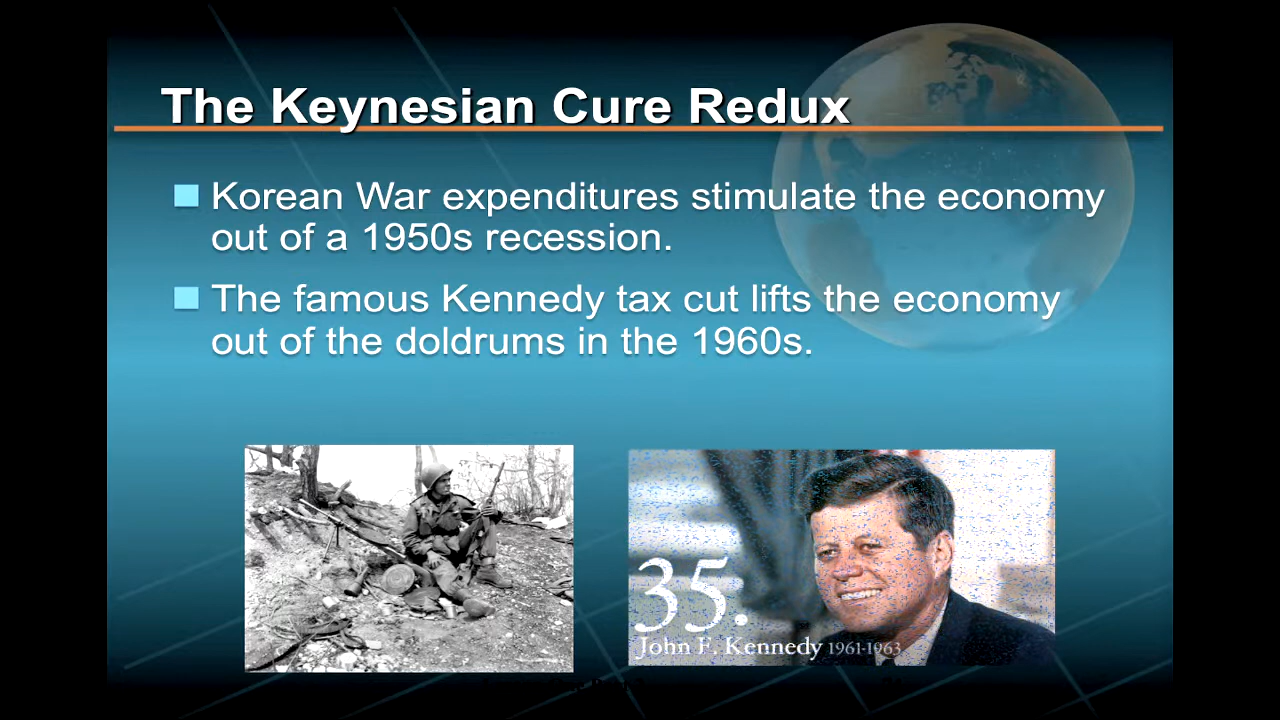 The Keynesian Cure Redux
Korean War expenditures stimulate the economy
out of a 1950s recession.
The famous Kennedy tax cut lifts the economy
out of the doldrums in the 1960s.
35.
John F. Kennedy 1961-1963